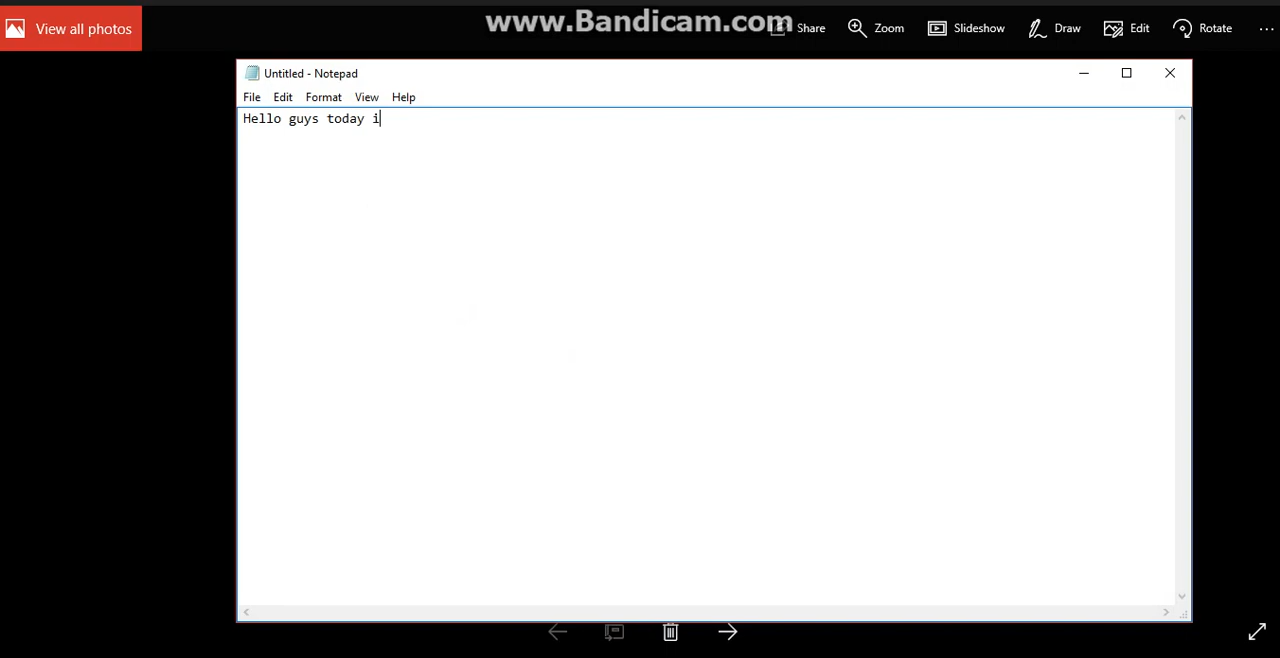 www.Bandicam.com
View all photos
Share Zoom Slideshow Draw Edit Rotate
Untitled - Notepad
File Edit Format View Help
Hello guys today i